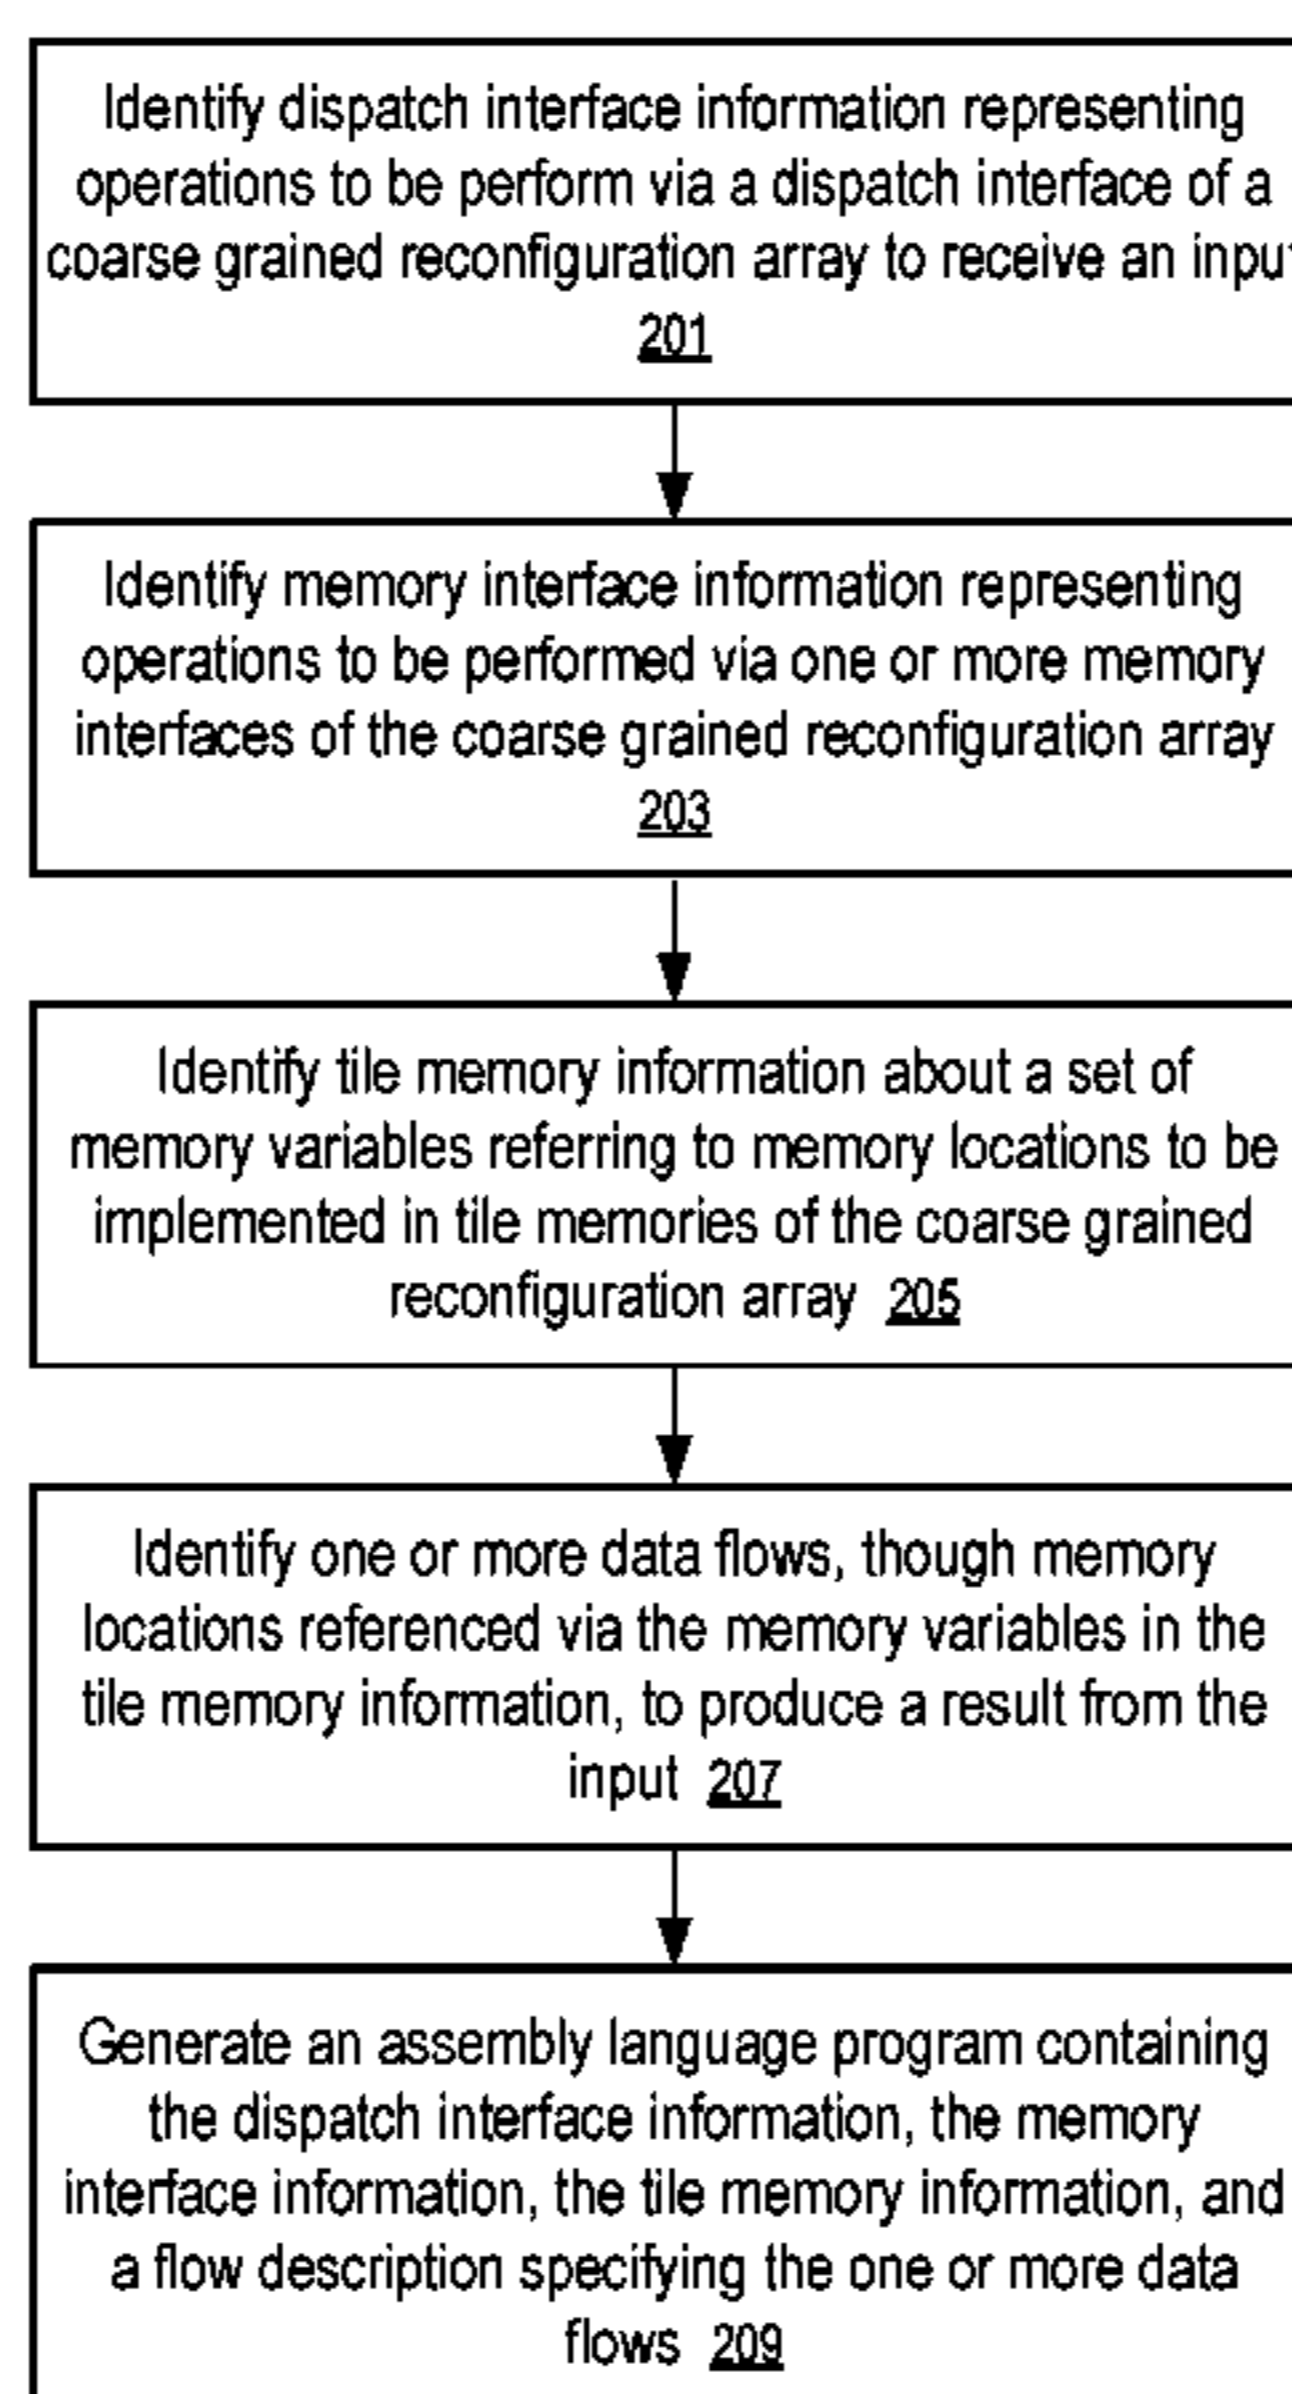 Identify dispatch interface information representing
operations to be perform via a dispatch interface of a
coarse grained reconfiguration array to receive an input
201
Identify memory interface information representing
operations to be performed via one or more memory
interfaces of the coarse grained reconfiguration array
203
Identify tile memory information about a set of
memory variables referring to memory locations to be
implemented in tile memories of the coarse grained
reconfiguration array 205
Identify one or more data flows, though memory
locations referenced via the memory variables in the
tile memory information, to produce a result from the
input 207
Generate an assembly language program containing
the dispatch interface information, the memory
interface information, the tile memory information, and
a flow description specifying the one or more data
flows 209